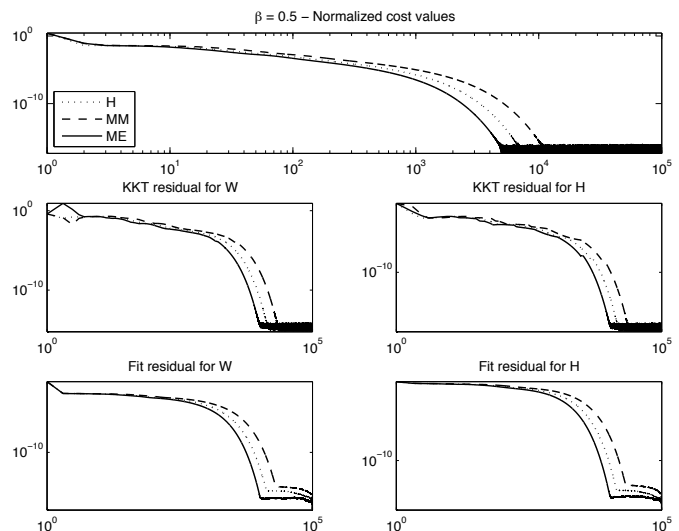 β = 0.5 – Normalized cost values
10^0
10^-10
H
MM
ME
10^0 10^1 10^2 10^3 10^4 10^5
KKT residual for W
10^0
10^-10
10^0 10^5
KKT residual for H
10^-10
10^0 10^5
Fit residual for W
10^-10
10^0 10^5
Fit residual for H
10^-10
10^0 10^5